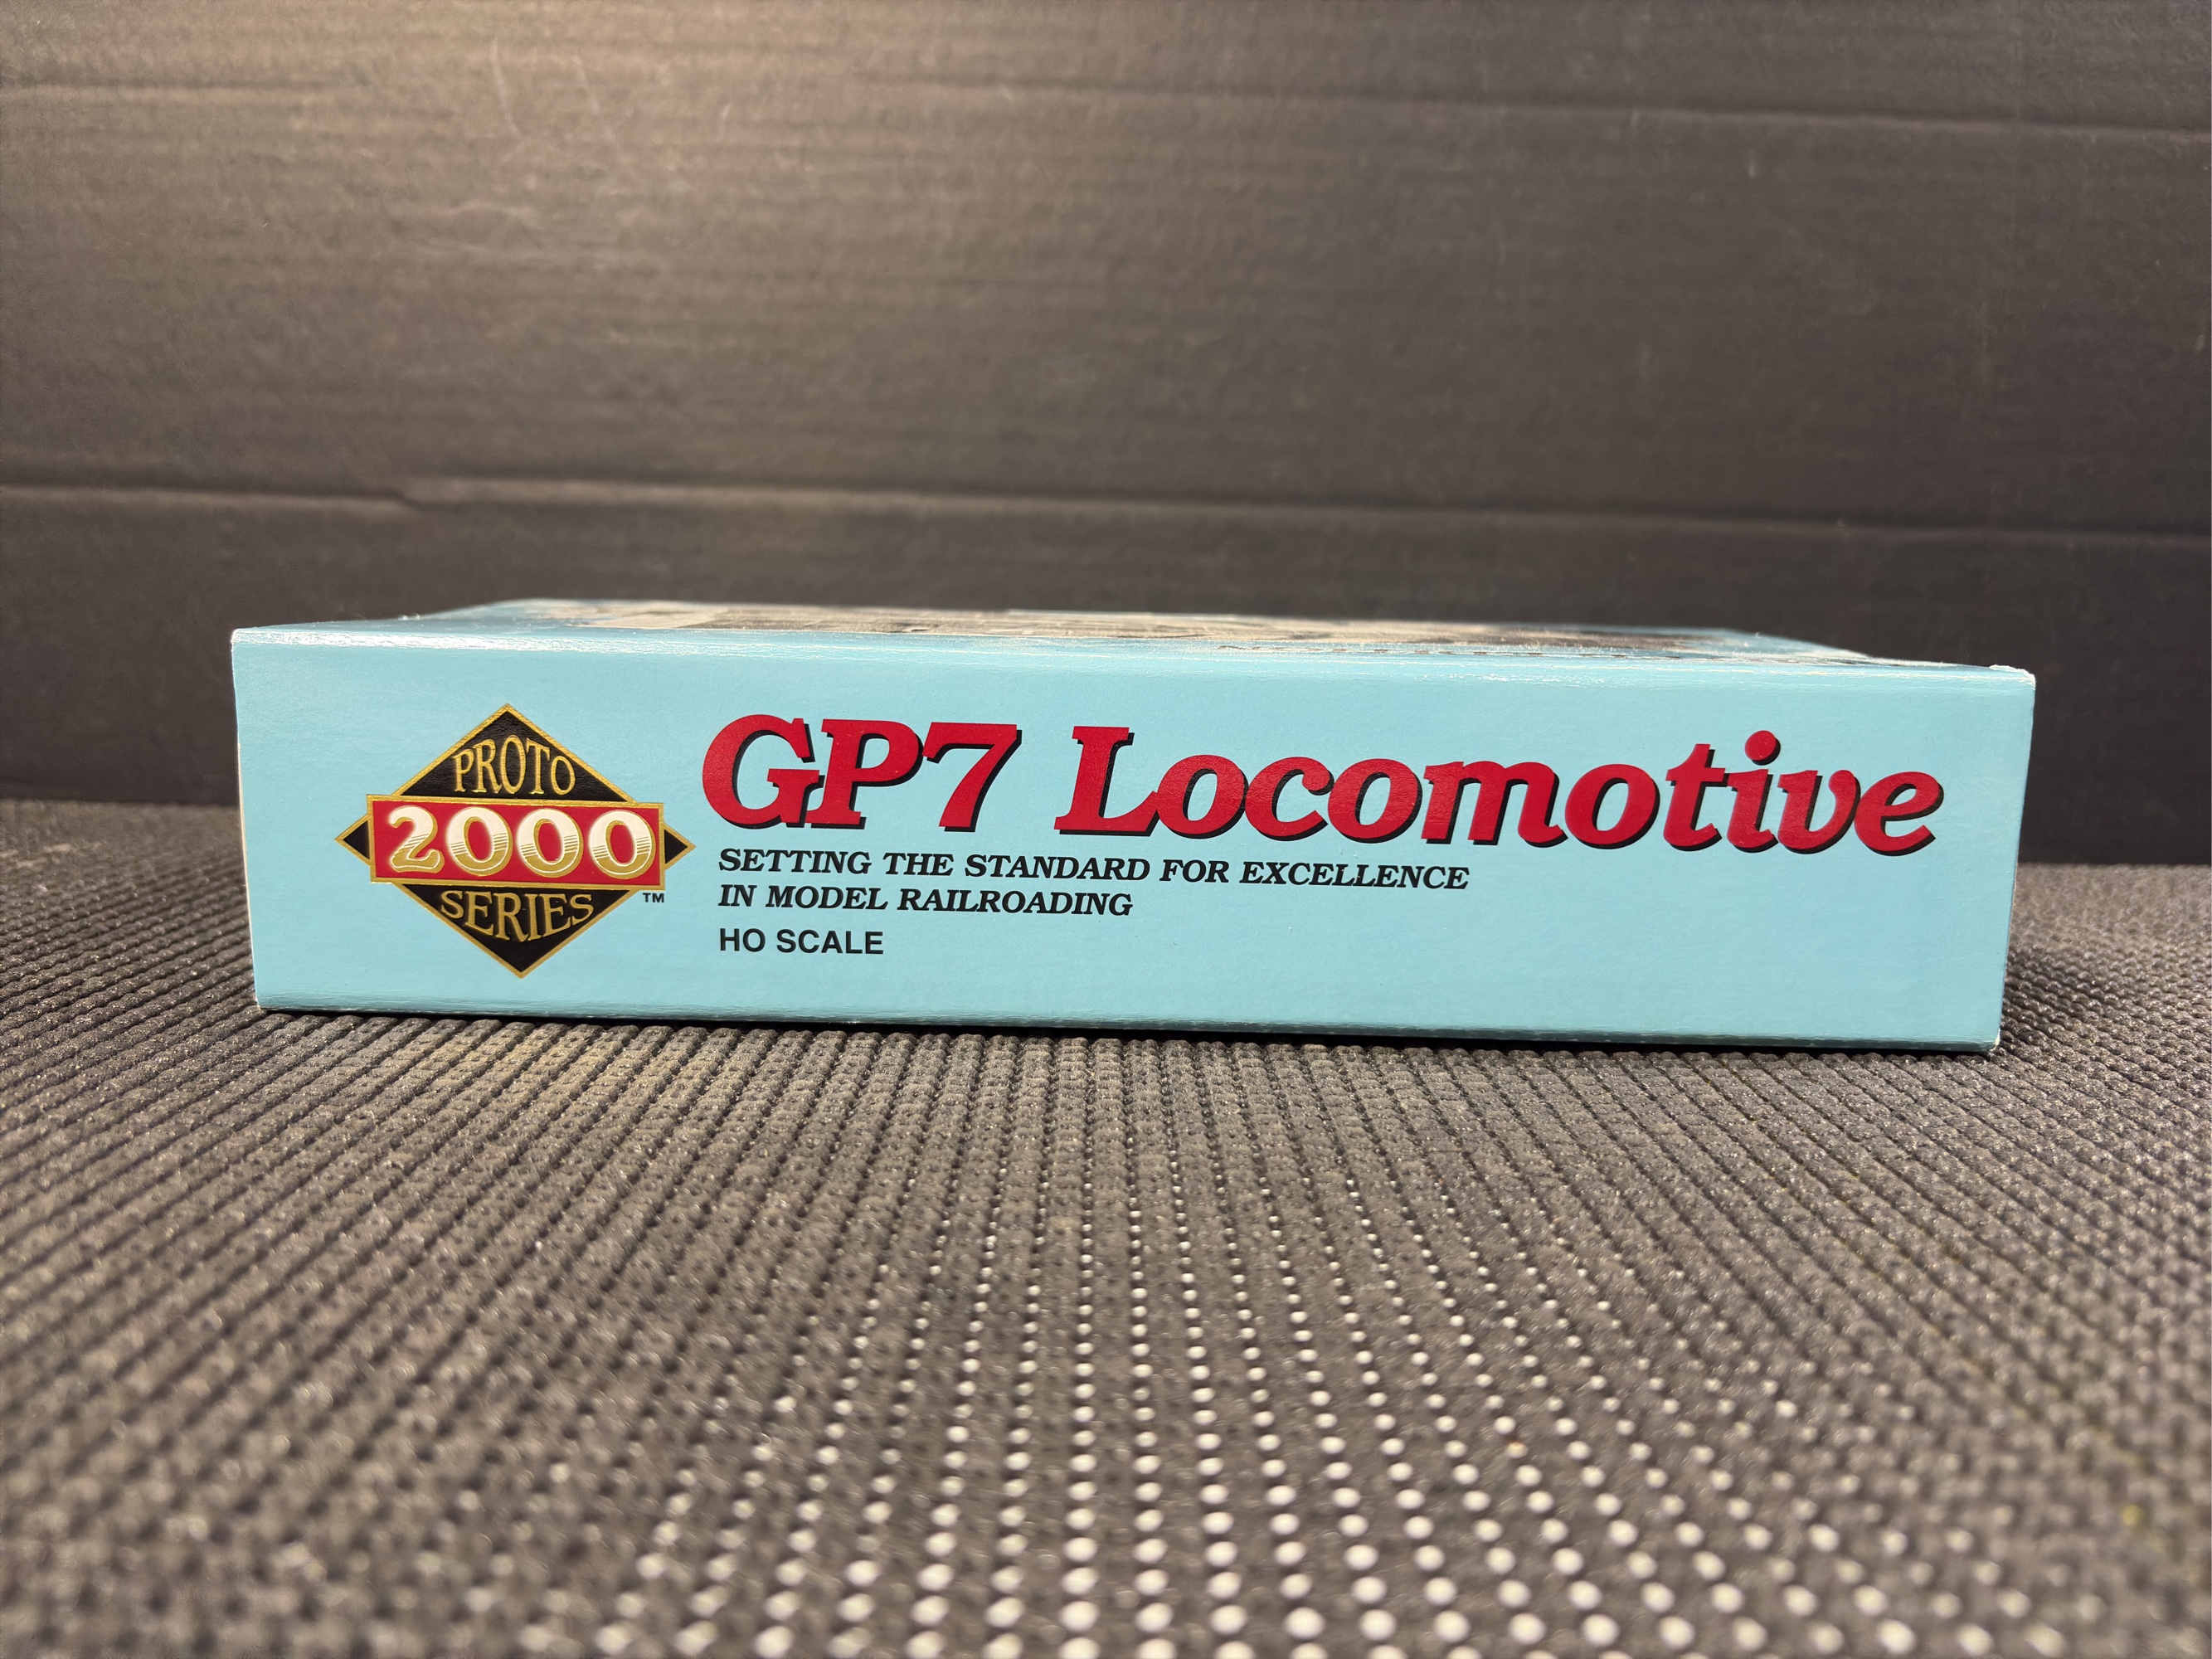 PROTO
2000
SERIES
™
GP7 Locomotive
SETTING THE STANDARD FOR EXCELLENCE
IN MODEL RAILROADING
HO SCALE